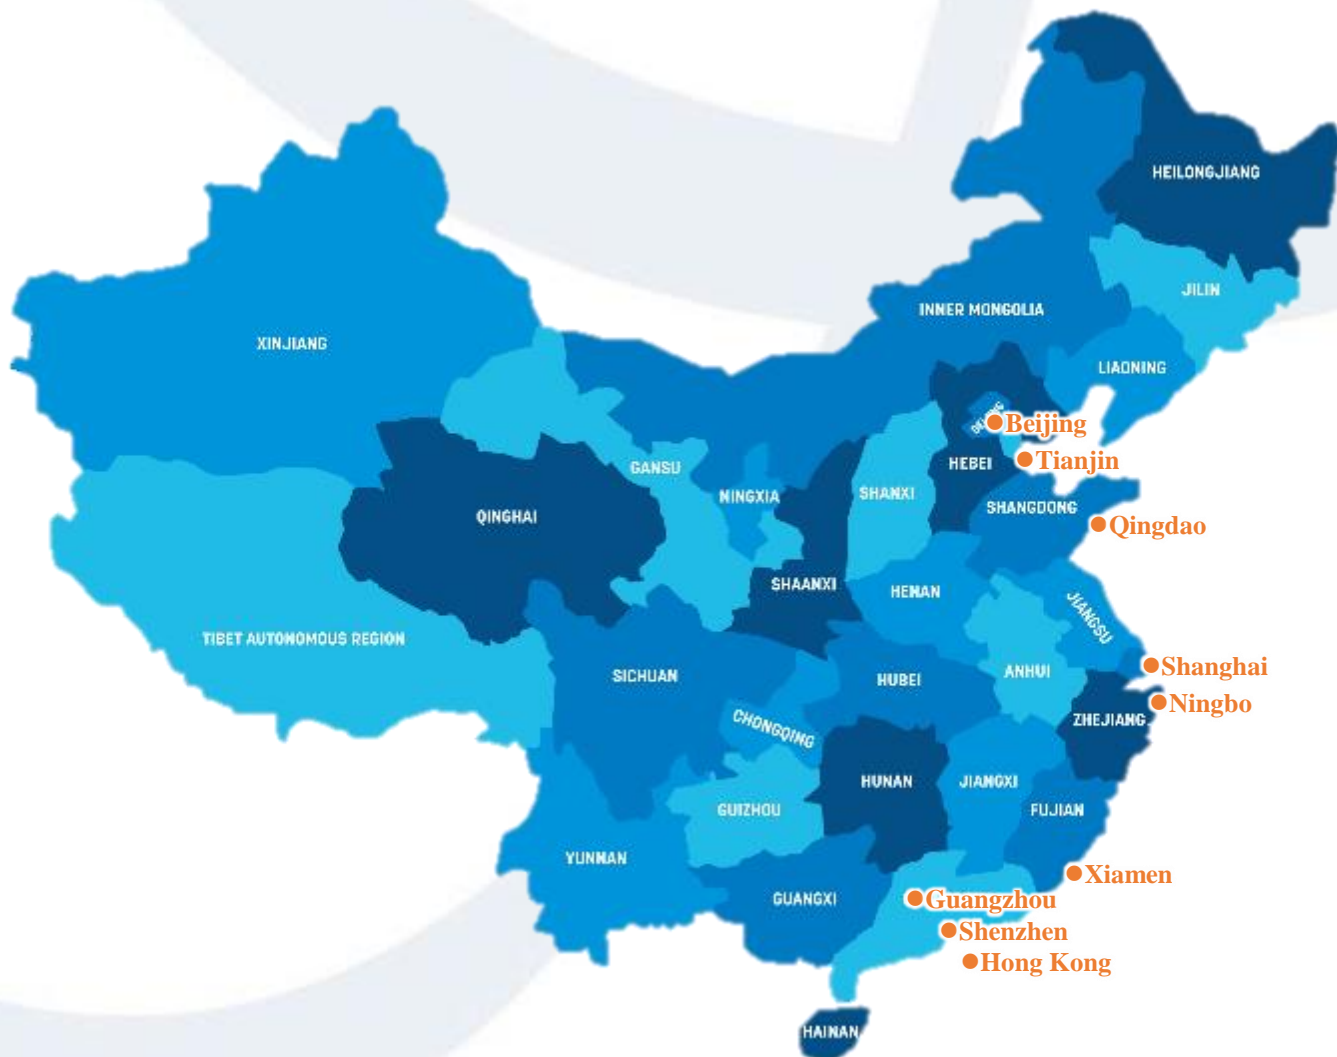 HEILONGJIANG
JILIN
INNER MONGOLIA
XINJIANG
LIAONING
BEIJING
Beijing
Tianjin
HEBEI
GANSU
NINGXIA
SHANXI
SHANGDONG
QINGHAI
Qingdao
SHAANXI
HENAN
JIANGSU
TIBET AUTONOMOUS REGION
SICHUAN
HUBEI
ANHUI
Shanghai
Ningbo
ZHEJIANG
CHONGQING
HUNAN
JIANGXI
GUIZHOU
FUJIAN
YUNNAN
Xiamen
GUANGXI
Guangzhou
Shenzhen
Hong Kong
HAINAN